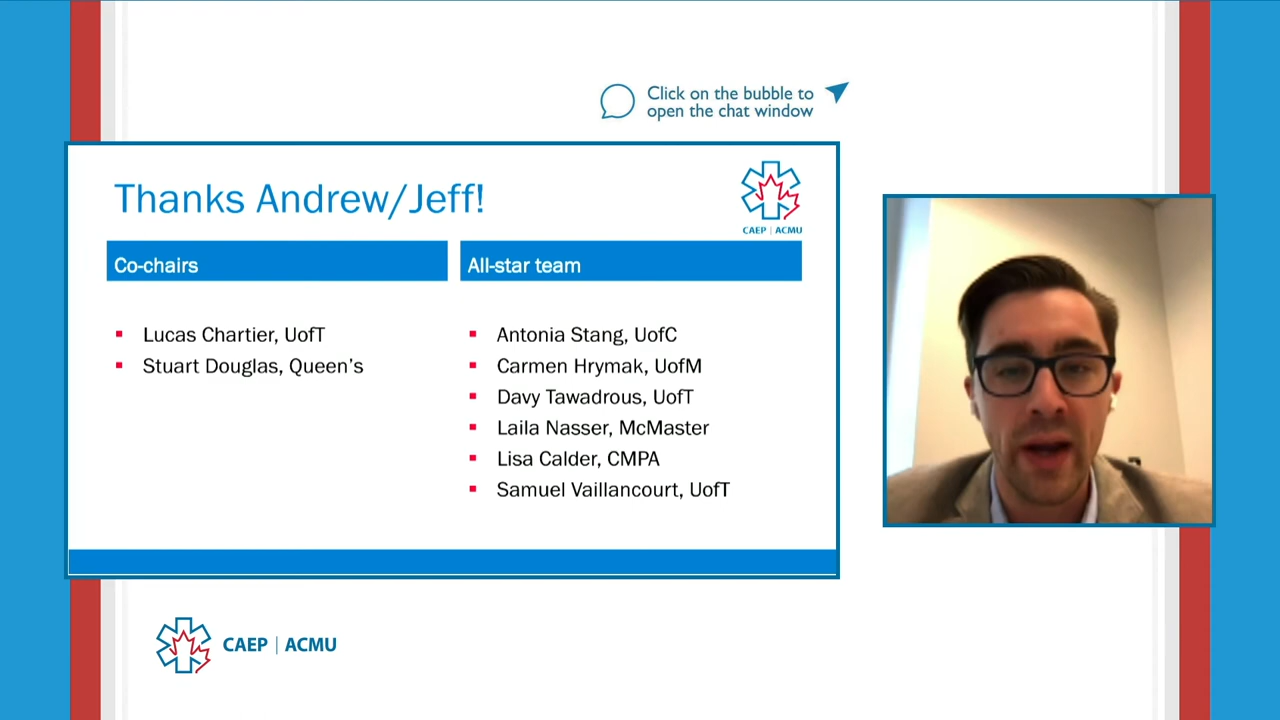 Click on the bubble to
open the chat window
Thanks Andrew/Jeff!
CAEP | ACMU
Co-chairs
All-star team
▪ Lucas Chartier, UofT
▪ Stuart Douglas, Queen's
▪ Antonia Stang, UofC
▪ Carmen Hrymak, UofM
▪ Davy Tawadrous, UofT
▪ Laila Nasser, McMaster
▪ Lisa Calder, CMPA
▪ Samuel Vaillancourt, UofT
CAEP | ACMU